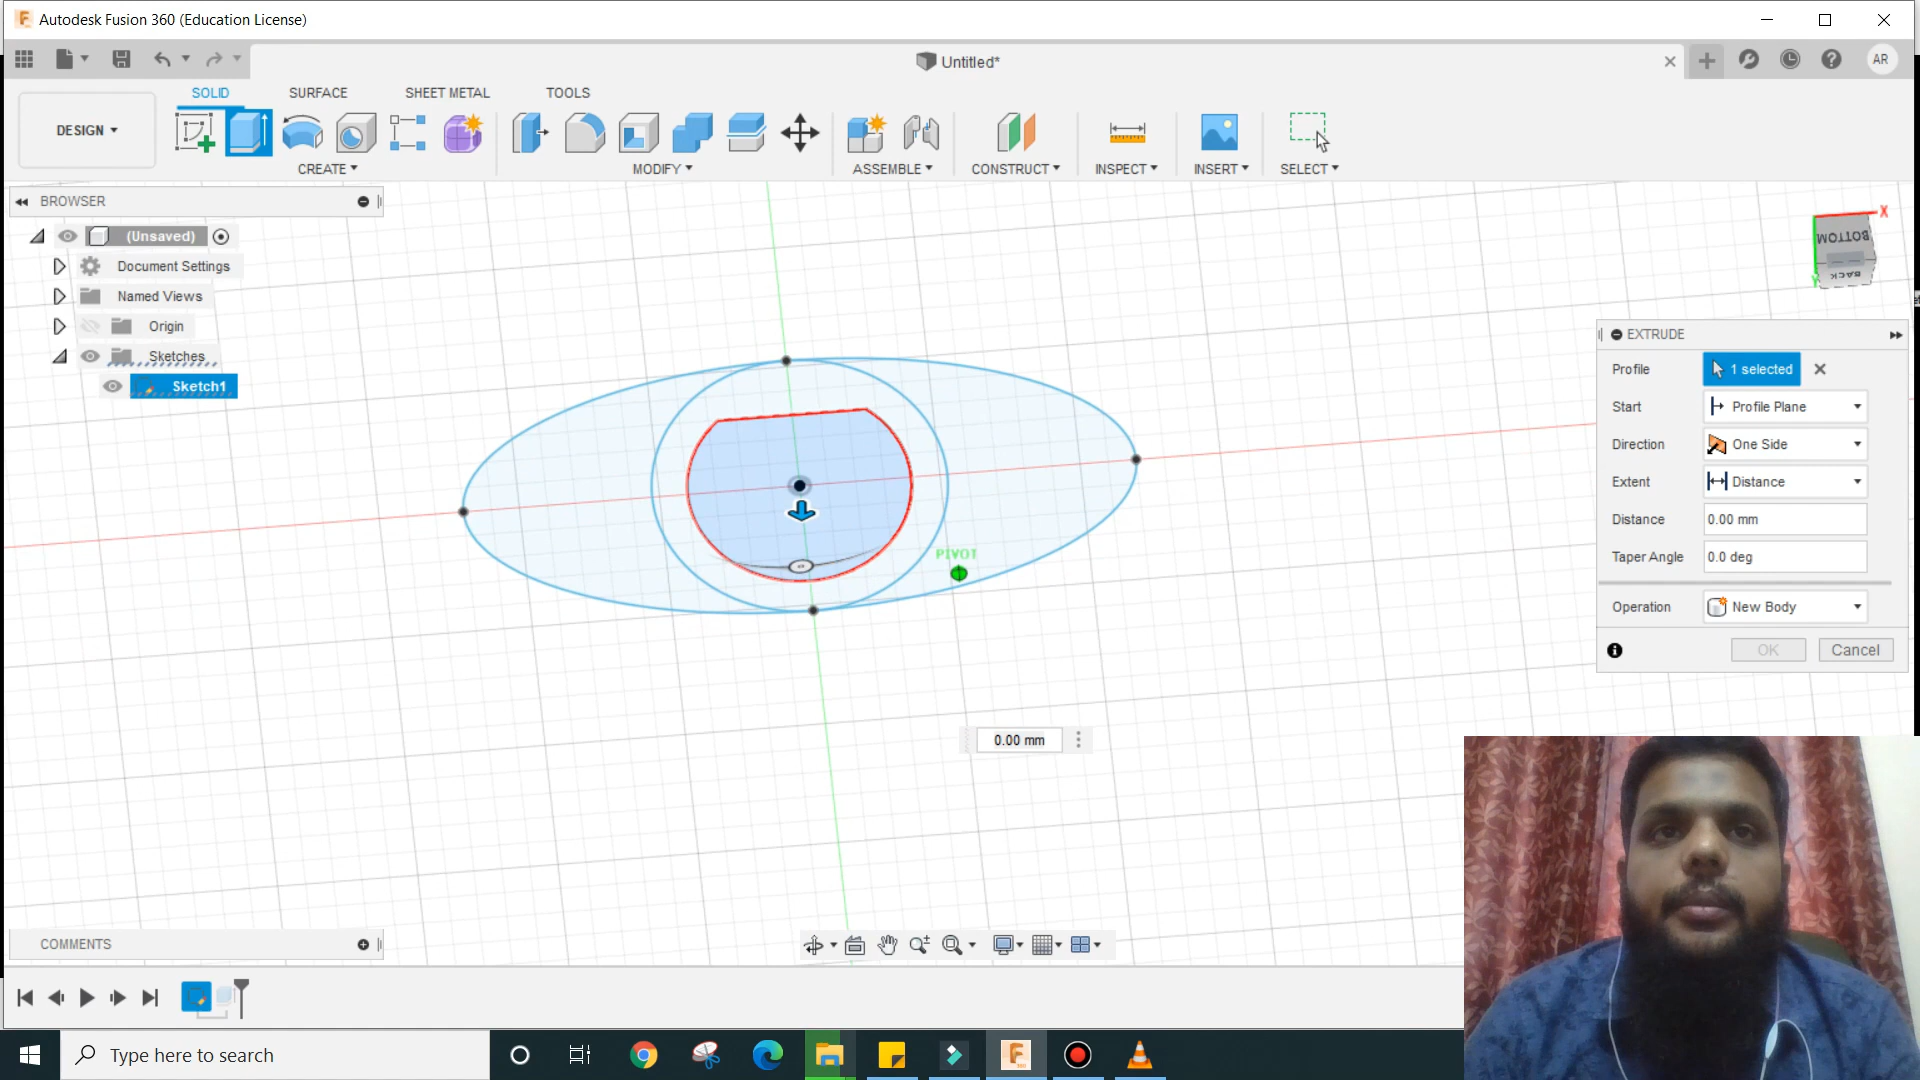 Autodesk Fusion 360 (Education License)
Untitled*
AR
DESIGN
SOLID
SURFACE
SHEET METAL
TOOLS
CREATE
MODIFY
ASSEMBLE
CONSTRUCT
INSPECT
INSERT
SELECT
BROWSER
(Unsaved)
Document Settings
Named Views
Origin
Sketches
Sketch1
X
BOTTOM
BACK
Y
EXTRUDE
Profile
1 selected
Start
Profile Plane
Direction
One Side
Extent
Distance
Distance
0.00 mm
Taper Angle
0.0 deg
Operation
New Body
OK
Cancel
PIVOT
0.00 mm
COMMENTS
Type here to search